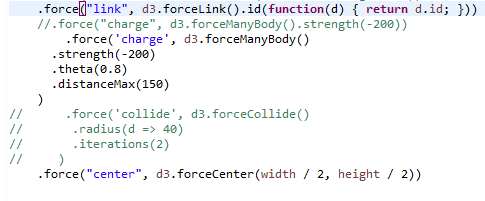 .force("link", d3.forceLink().id(function(d) { return d.id; }))
//.force("charge", d3.forceManyBody().strength(-200))
.force('charge', d3.forceManyBody()
.strength(-200)
.theta(0.8)
.distanceMax(150)
)
// .force('collide', d3.forceCollide()
// .radius(d => 40)
// .iterations(2)
// )
.force("center", d3.forceCenter(width / 2, height / 2))